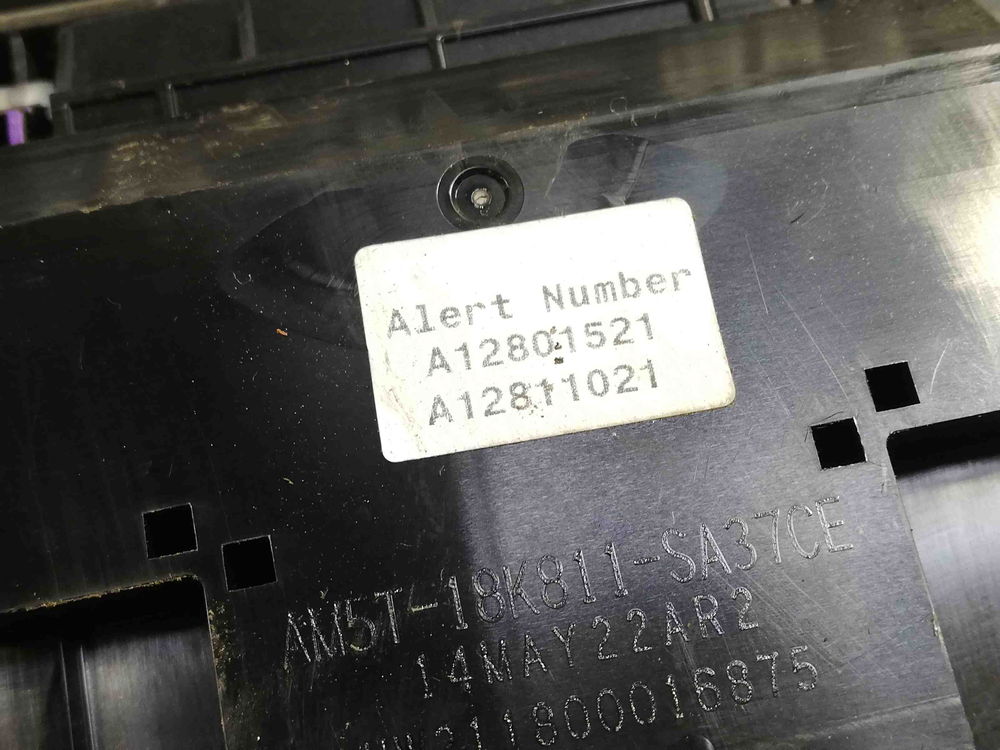 Alert Number
A12801521
A12811021
AM5T-18K811-SA37CE
14MAY22AR2